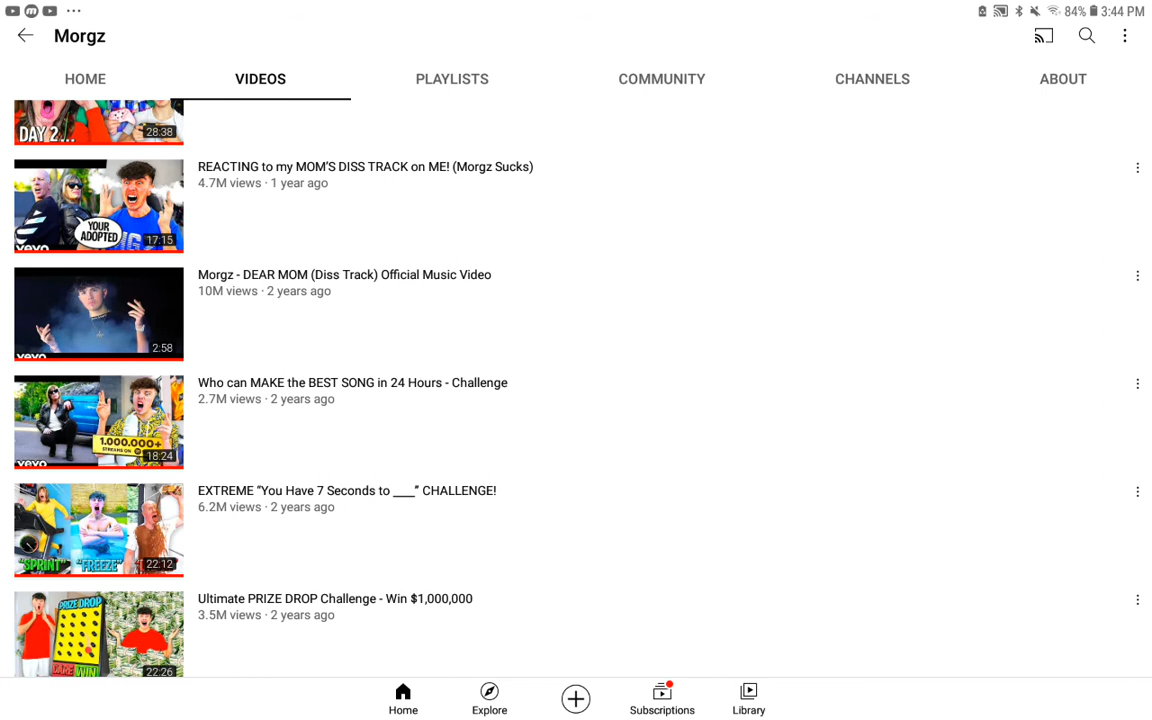 84% 3:44 PM
Morgz
HOME VIDEOS PLAYLISTS COMMUNITY CHANNELS ABOUT
DAY 2...
28:38
REACTING to my MOM'S DISS TRACK on ME! (Morgz Sucks)
4.7M views · 1 year ago
YOUR
ADOPTED
17:15
vevo
Morgz - DEAR MOM (Diss Track) Official Music Video
10M views · 2 years ago
2:58
vevo
Who can MAKE the BEST SONG in 24 Hours - Challenge
2.7M views · 2 years ago
1,000,000+
STREAMS ON
18:24
vevo
EXTREME “You Have 7 Seconds to ____” CHALLENGE!
6.2M views · 2 years ago
"SPRINT" "FREEZE"
22:12
Ultimate PRIZE DROP Challenge - Win $1,000,000
3.5M views · 2 years ago
PRIZE DROP
DARE WIN!
22:26
Home Explore Subscriptions Library